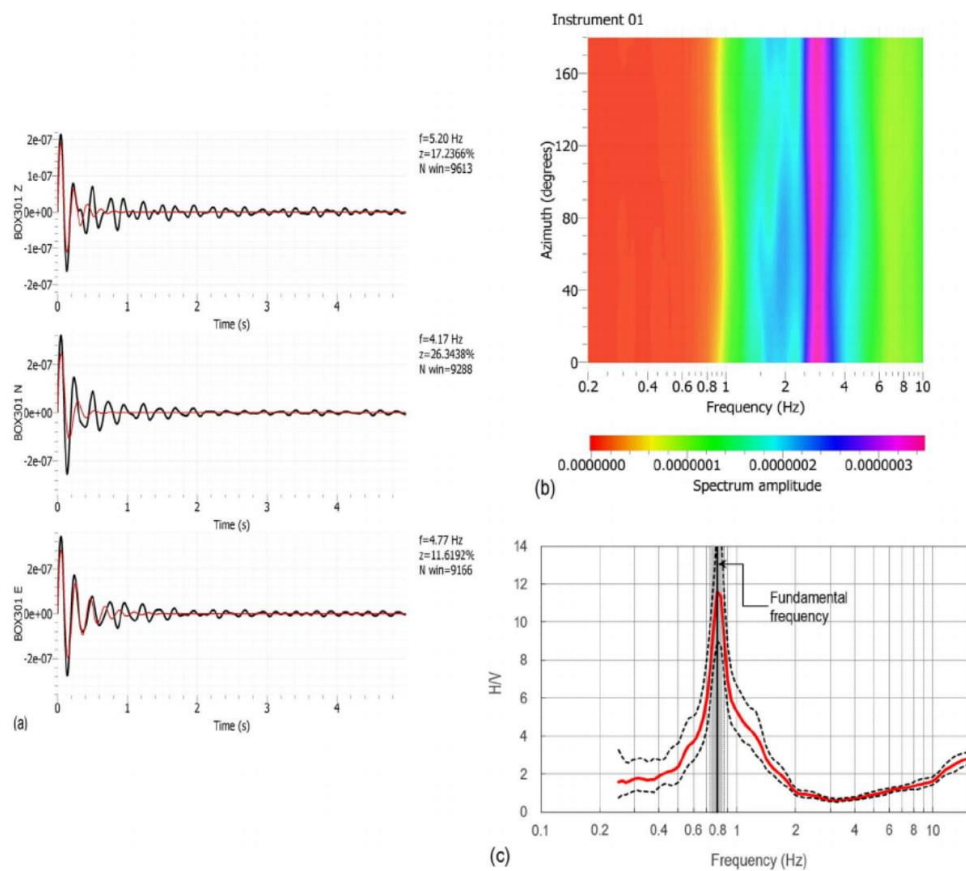 2e-07
1e-07
0e+00
-1e-07
-2e-07
BOX301 Z
f=5.20 Hz
z=17.2366%
N win=9613
0 1 2 3 4
Time (s)
2e-07
0e+00
-2e-07
BOX301 N
f=4.17 Hz
z=26.3438%
N win=9288
0 1 2 3 4
Time (s)
2e-07
0e+00
-2e-07
BOX301 E
f=4.77 Hz
z=11.6192%
N win=9166
0 1 2 3 4
Time (s)
(a)
Instrument 01
160
120
80
40
0
Azimuth (degrees)
0.2 0.4 0.6 0.8 1 2 4 6 8 10
Frequency (Hz)
0.0000000 0.0000001 0.0000002 0.0000003
Spectrum amplitude
(b)
14
12
10
8
6
4
2
0
H/V
Fundamental
frequency
0.1 0.2 0.4 0.6 0.8 1 2 4 6 8 10
Frequency (Hz)
(c)